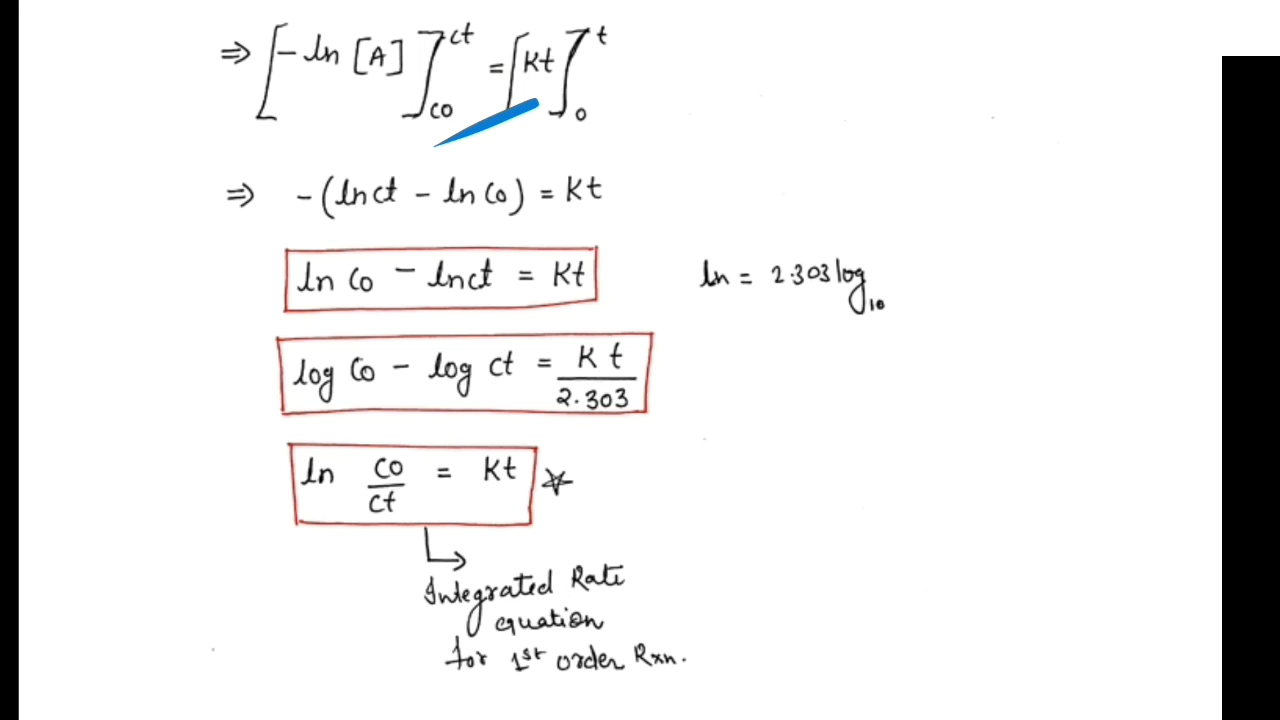 ⇒ [- ln [A]]_co^ct = [kt]_0^t
⇒ - (ln ct - ln co) = kt
ln co - ln ct = kt
ln = 2.303 log₁₀
log co - log ct = kt/2.303
ln co/ct = kt ☆
Integrated Rate
equation
for 1st order Rxn.